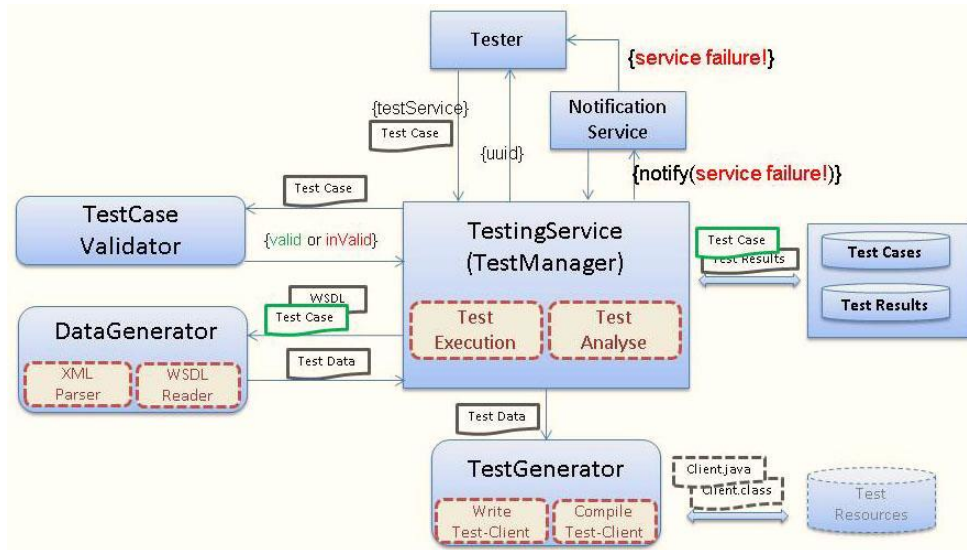 Tester
{service failure!}
{testService}
Test Case
Notification
Service
{uuid}
{notify(service failure!)}
Test Case
TestCase
Validator
{valid or inValid}
TestingService
(TestManager)
Test Case
Test Results
Test Cases
Test Results
WSDL
Test Case
DataGenerator
Test
Execution
Test
Analyse
XML
Parser
WSDL
Reader
Test Data
Test Data
TestGenerator
Write
Test-Client
Compile
Test-Client
Client.java
Client.class
Test
Resources